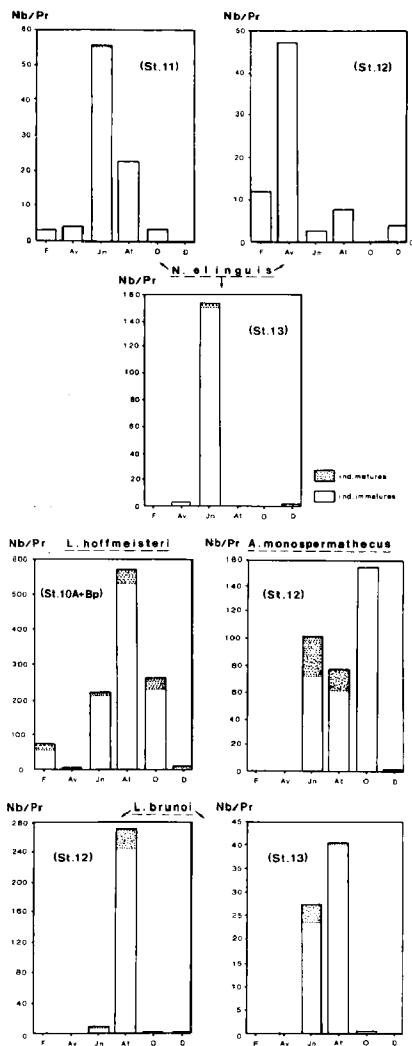 Nb/Pr
60
50
40
30
20
10
0
(St.11)
F Av Jn At O D
50
40
30
20
10
0
(St.12)
F Av Jn At O D
N. elinguis
Nb/Pr
160
140
120
100
80
60
40
20
0
(St.13)
F Av Jn At O D
ind.matures
ind.immatures
Nb/Pr L. hoffmeisteri
600
500
400
300
200
100
0
(St.10A+Bp)
F Av Jn At O D
Nb/Pr A.monospermathecus
160
140
120
100
80
60
40
20
0
(St.12)
F Av Jn At O D
L.brunoi
Nb/Pr
280
240
200
160
120
80
40
0
(St.12)
F Av Jn At O D
Nb/Pr
45
40
35
30
25
20
15
10
5
0
(St.13)
F Av Jn At O D